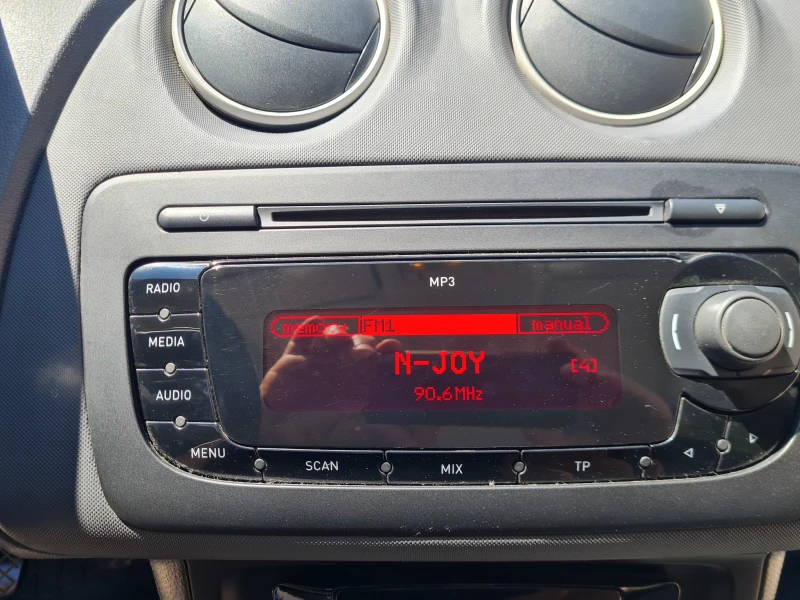 MP3
RADIO
MEDIA
AUDIO
MENU
memory FM1 manual
N-JOY [4]
90.6MHz
SCAN MIX TP